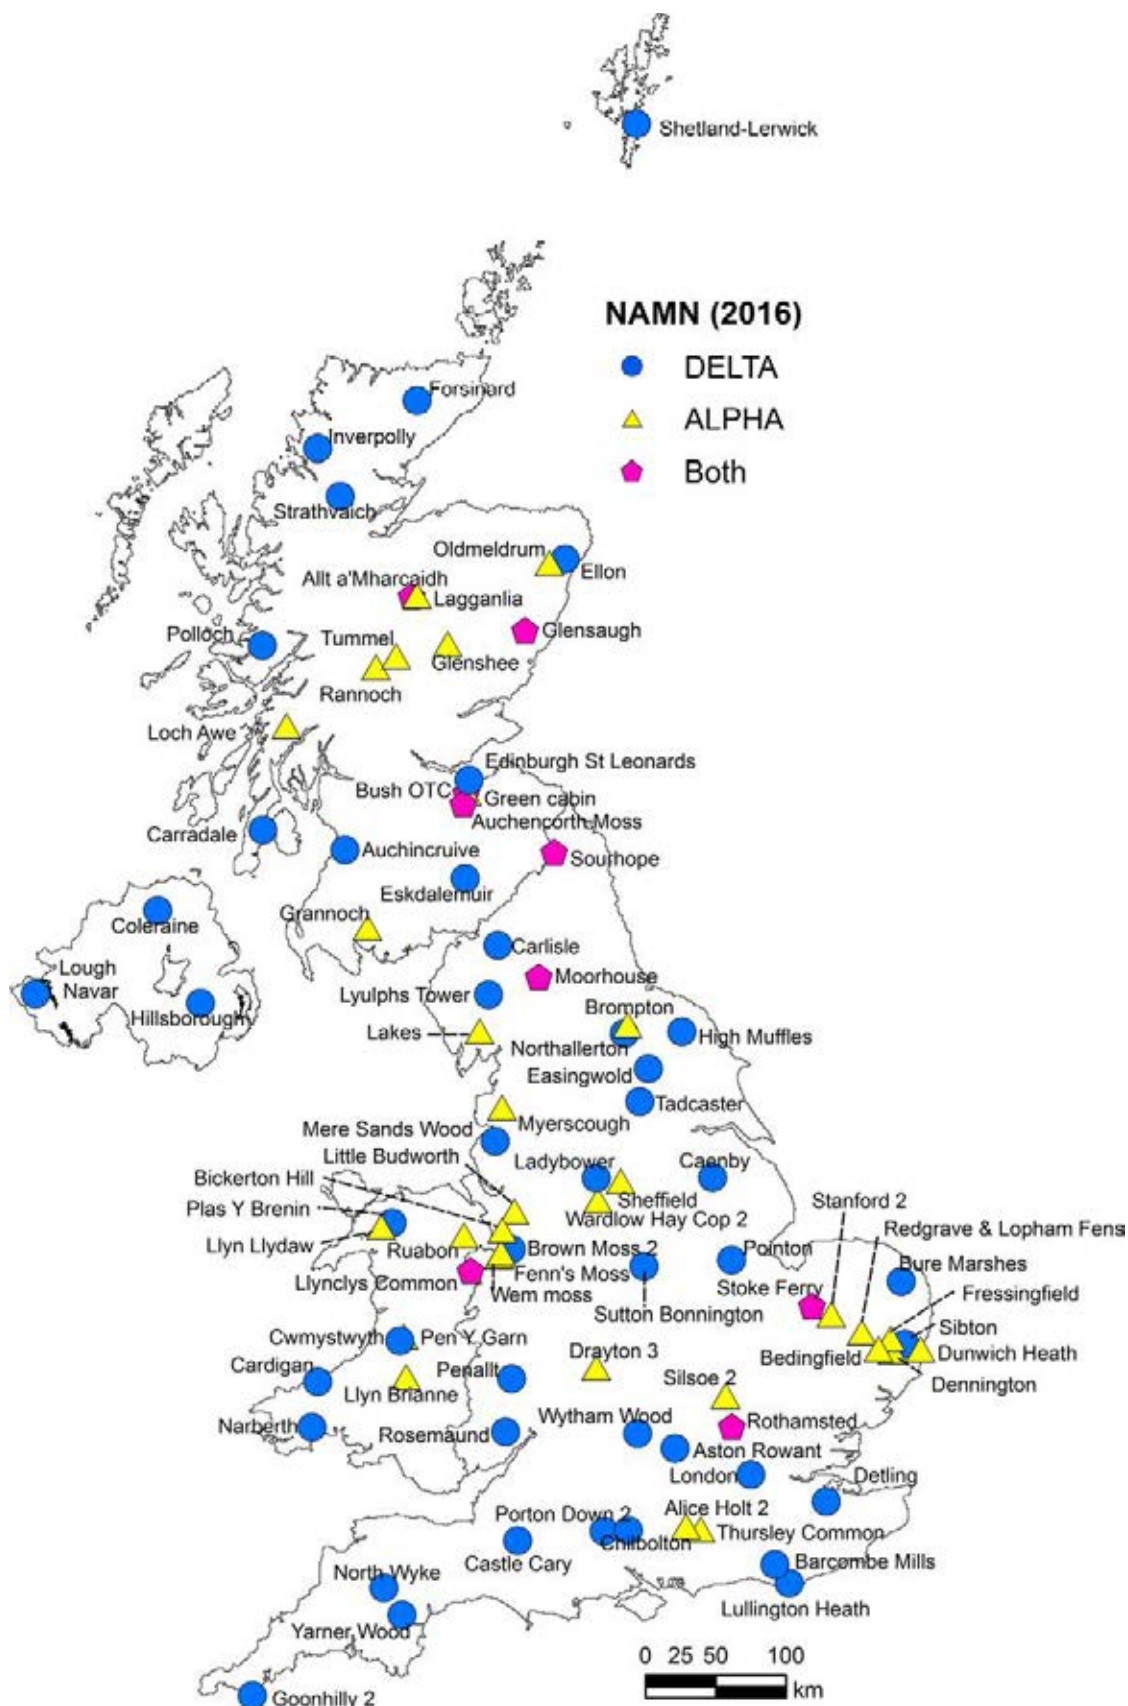 Shetland-Lerwick
NAMN (2016)
DELTA
ALPHA
Both
Forsinard
Inverpolly
Strathvaich
Oldmeldrum
Ellon
Allt a'Mharcaidh
Lagganlia
Glensaugh
Polloch
Tummel
Glenshee
Rannoch
Loch Awe
Edinburgh St Leonards
Bush OTC
Green cabin
Auchencorth Moss
Carradale
Auchincruive
Sourhope
Eskdalemuir
Grannoch
Coleraine
Carlisle
Lough
Navar
Moorhouse
Lyulphs Tower
Hillsborough
Brompton
Lakes
High Muffles
Northallerton
Easingwold
Tadcaster
Myerscough
Mere Sands Wood
Little Budworth
Ladybower
Caenby
Bickerton Hill
Sheffield
Stanford 2
Plas Y Brenin
Wardlow Hay Cop 2
Redgrave & Lopham Fens
Llyn Llydaw
Ruabon
Brown Moss 2
Pointon
Bure Marshes
Llynclys Common
Fenn's Moss
Stoke Ferry
Wem moss
Fressingfield
Sutton Bonnington
Sibton
Cwmystwyth
Pen Y Garn
Drayton 3
Bedingfield
Dunwich Heath
Cardigan
Penallt
Silsoe 2
Dennington
Llyn Brianne
Wytham Wood
Rothamsted
Narberth
Rosemaund
Aston Rowant
London
Detling
Porton Down 2
Alice Holt 2
Chilbolton
Thursley Common
Castle Cary
Barcombe Mills
North Wyke
Lullington Heath
Yarner Wood
0 25 50 100
km
Goonhilly 2